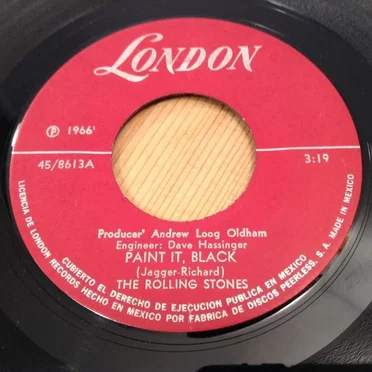 LONDON
Ⓟ 1966'
45/8613A
3:19
Producer' Andrew Loog Oldham
Engineer: Dave Hassinger
PAINT IT, BLACK
(Jagger-Richard)
THE ROLLING STONES
LICENCIA DE LONDON RECORDS HECHO EN MEXICO POR FABRICA DE DISCOS PEERLESS, S. A. MADE IN MEXICO
CUBIERTO EL DERECHO DE EJECUCION PUBLICA EN MEXICO